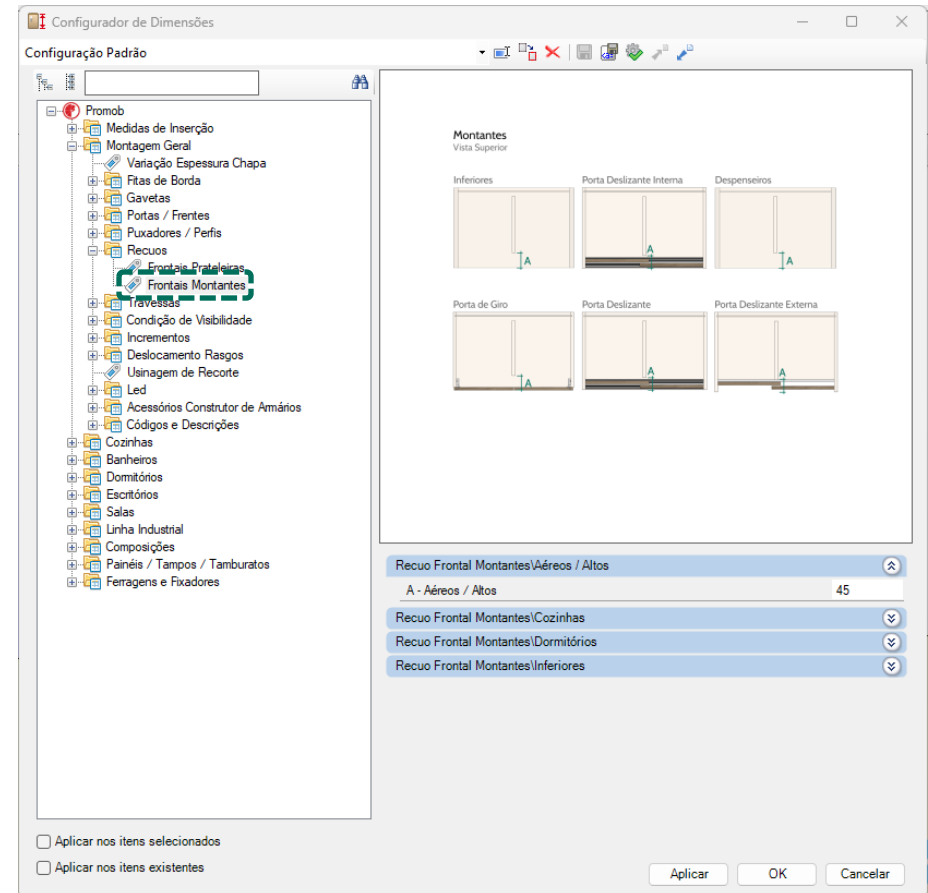 Configurador de Dimensões
Configuração Padrão
Promob
Medidas de Inserção
Montagem Geral
Variação Espessura Chapa
Fitas de Borda
Gavetas
Portas / Frentes
Puxadores / Perfis
Recuos
Frontais Prateleiras
Frontais Montantes
Travessas
Condição de Visibilidade
Incrementos
Deslocamento Rasgos
Usinagem de Recorte
Led
Acessórios Construtor de Armários
Códigos e Descrições
Cozinhas
Banheiros
Dormitórios
Escritórios
Salas
Linha Industrial
Composições
Painéis / Tampos / Tamburatos
Ferragens e Fixadores
Montantes
Vista Superior
Inferiores Porta Deslizante Interna Despenseiros
A A A
Porta de Giro Porta Deslizante Porta Deslizante Externa
A A A
Recuo Frontal Montantes\Aéreos / Altos
A - Aéreos / Altos 45
Recuo Frontal Montantes\Cozinhas
Recuo Frontal Montantes\Dormitórios
Recuo Frontal Montantes\Inferiores
Aplicar nos itens selecionados
Aplicar nos itens existentes
Aplicar OK Cancelar